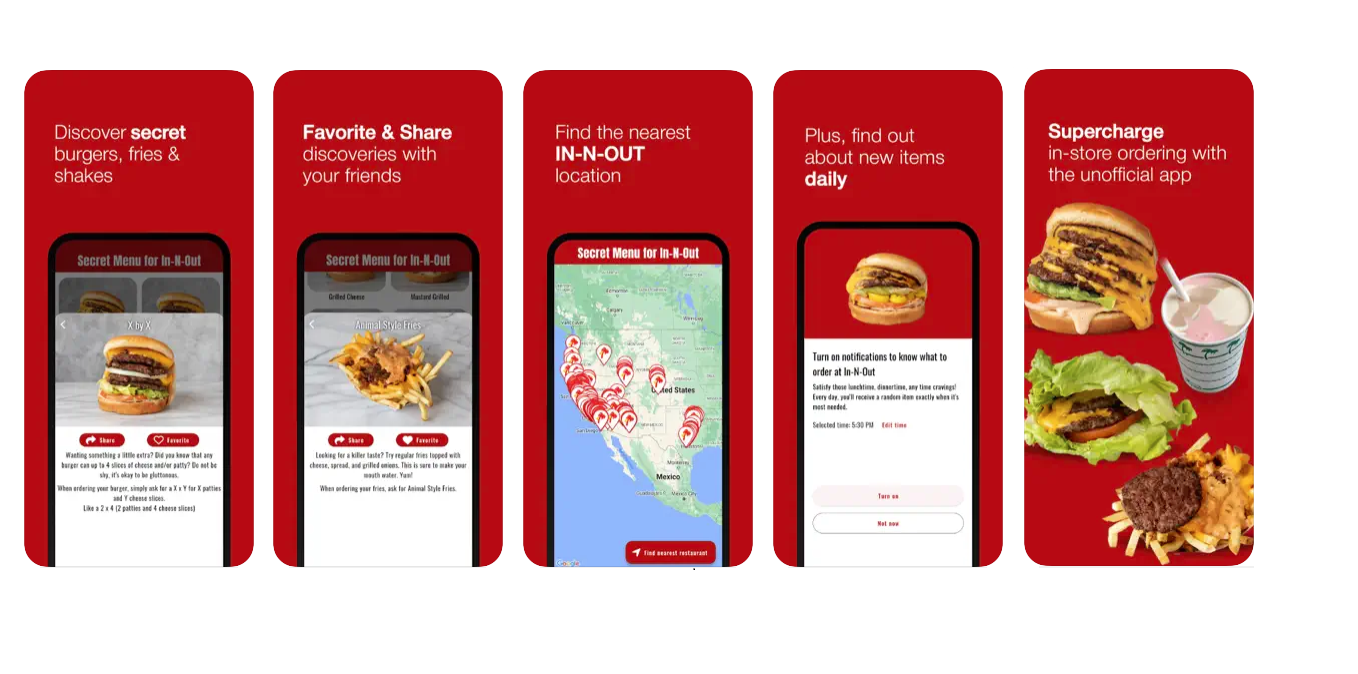 Discover secret
burgers, fries &
shakes
Secret Menu for In-N-Out
X by X
Share
Favorite
Wanting something a little extra? Did you know that any
burger can up to 4 slices of cheese and/or patty? Do not be
shy, it's okay to be gluttonous.
When ordering your burger, simply ask for a X x Y for X patties
and Y cheese slices.
Like a 2 x 4 (2 patties and 4 cheese slices)
Favorite & Share
discoveries with
your friends
Secret Menu for In-N-Out
Grilled Cheese
Mustard Grilled
Animal Style Fries
Share
Favorite
Looking for a killer taste? Try regular fries topped with
cheese, spread, and grilled onions. This is sure to make your
mouth water. Yum!
When ordering your fries, ask for Animal Style Fries.
Find the nearest
IN-N-OUT
location
Secret Menu for In-N-Out
Calgary
Winnipeg
United States
Monterrey
Mexico
Mexico City
Google
Find nearest restaurant
Plus, find out
about new items
daily
Turn on notifications to know what to
order at In-N-Out
Satisfy those lunchtime, dinnertime, any time cravings!
Every day, you'll receive a random item exactly when it's
most needed.
Selected time: 5:30 PM Edit time
Turn on
Not now
Supercharge
in-store ordering with
the unofficial app